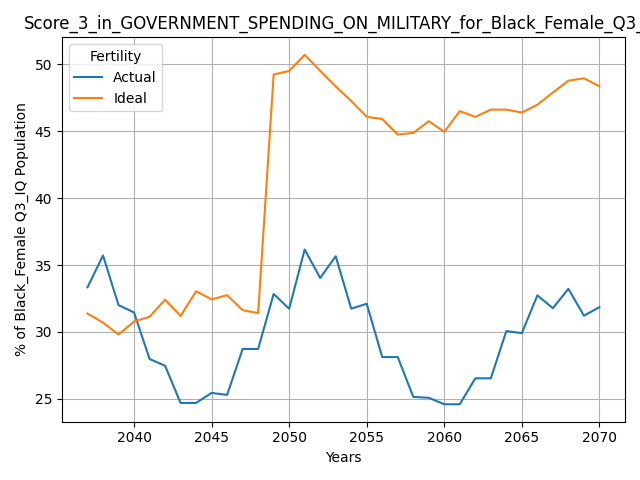 Score_3_in_GOVERNMENT_SPENDING_ON_MILITARY_for_Black_Female_Q3_
Fertility
Actual
Ideal
% of Black_Female Q3_IQ Population
50
45
40
35
30
25
2040 2045 2050 2055 2060 2065 2070
Years